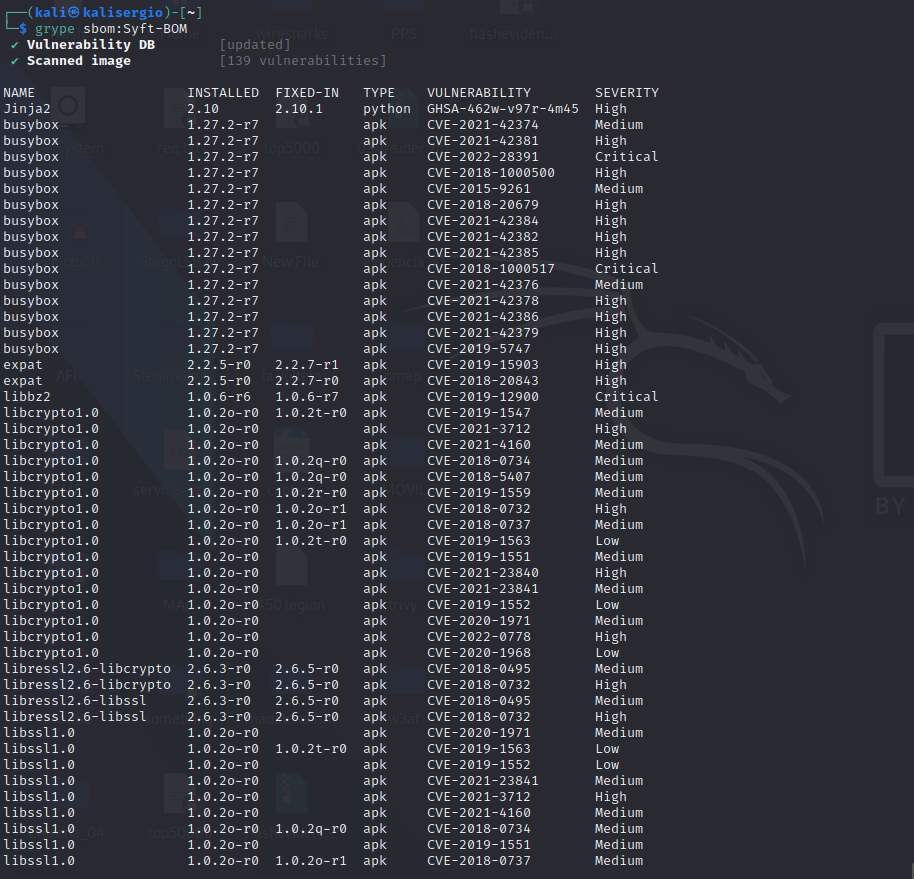 (kali㉿kalisergio)-[~]
$ grype sbom:Syft-BOM
✔ Vulnerability DB [updated]
✔ Scanned image [139 vulnerabilities]
NAME INSTALLED FIXED-IN TYPE VULNERABILITY SEVERITY
Jinja2 2.10 2.10.1 python GHSA-462w-v97r-4m45 High
busybox 1.27.2-r7 apk CVE-2021-42374 Medium
busybox 1.27.2-r7 apk CVE-2021-42381 High
busybox 1.27.2-r7 apk CVE-2022-28391 Critical
busybox 1.27.2-r7 apk CVE-2018-1000500 High
busybox 1.27.2-r7 apk CVE-2015-9261 Medium
busybox 1.27.2-r7 apk CVE-2018-20679 High
busybox 1.27.2-r7 apk CVE-2021-42384 High
busybox 1.27.2-r7 apk CVE-2021-42382 High
busybox 1.27.2-r7 apk CVE-2021-42385 High
busybox 1.27.2-r7 apk CVE-2018-1000517 Critical
busybox 1.27.2-r7 apk CVE-2021-42376 Medium
busybox 1.27.2-r7 apk CVE-2021-42378 High
busybox 1.27.2-r7 apk CVE-2021-42386 High
busybox 1.27.2-r7 apk CVE-2021-42379 High
busybox 1.27.2-r7 apk CVE-2019-5747 High
expat 2.2.5-r0 2.2.7-r1 apk CVE-2019-15903 High
expat 2.2.5-r0 2.2.7-r0 apk CVE-2018-20843 High
libbz2 1.0.6-r6 1.0.6-r7 apk CVE-2019-12900 Critical
libcrypto1.0 1.0.2o-r0 1.0.2t-r0 apk CVE-2019-1547 Medium
libcrypto1.0 1.0.2o-r0 apk CVE-2021-3712 High
libcrypto1.0 1.0.2o-r0 apk CVE-2021-4160 Medium
libcrypto1.0 1.0.2o-r0 1.0.2q-r0 apk CVE-2018-0734 Medium
libcrypto1.0 1.0.2o-r0 1.0.2q-r0 apk CVE-2018-5407 Medium
libcrypto1.0 1.0.2o-r0 1.0.2r-r0 apk CVE-2019-1559 Medium
libcrypto1.0 1.0.2o-r0 1.0.2o-r1 apk CVE-2018-0732 High
libcrypto1.0 1.0.2o-r0 1.0.2o-r1 apk CVE-2018-0737 Medium
libcrypto1.0 1.0.2o-r0 1.0.2t-r0 apk CVE-2019-1563 Low
libcrypto1.0 1.0.2o-r0 apk CVE-2019-1551 Medium
libcrypto1.0 1.0.2o-r0 apk CVE-2021-23840 High
libcrypto1.0 1.0.2o-r0 apk CVE-2021-23841 Medium
libcrypto1.0 1.0.2o-r0 apk CVE-2019-1552 Low
libcrypto1.0 1.0.2o-r0 apk CVE-2020-1971 Medium
libcrypto1.0 1.0.2o-r0 apk CVE-2022-0778 High
libcrypto1.0 1.0.2o-r0 apk CVE-2020-1968 Low
libressl2.6-libcrypto 2.6.3-r0 2.6.5-r0 apk CVE-2018-0495 Medium
libressl2.6-libcrypto 2.6.3-r0 2.6.5-r0 apk CVE-2018-0732 High
libressl2.6-libssl 2.6.3-r0 2.6.5-r0 apk CVE-2018-0495 Medium
libressl2.6-libssl 2.6.3-r0 2.6.5-r0 apk CVE-2018-0732 High
libssl1.0 1.0.2o-r0 apk CVE-2020-1971 Medium
libssl1.0 1.0.2o-r0 1.0.2t-r0 apk CVE-2019-1563 Low
libssl1.0 1.0.2o-r0 apk CVE-2019-1552 Low
libssl1.0 1.0.2o-r0 apk CVE-2021-23841 Medium
libssl1.0 1.0.2o-r0 apk CVE-2021-3712 High
libssl1.0 1.0.2o-r0 apk CVE-2021-4160 Medium
libssl1.0 1.0.2o-r0 1.0.2q-r0 apk CVE-2018-0734 Medium
libssl1.0 1.0.2o-r0 apk CVE-2019-1551 Medium
libssl1.0 1.0.2o-r0 1.0.2o-r1 apk CVE-2018-0737 Medium
BY